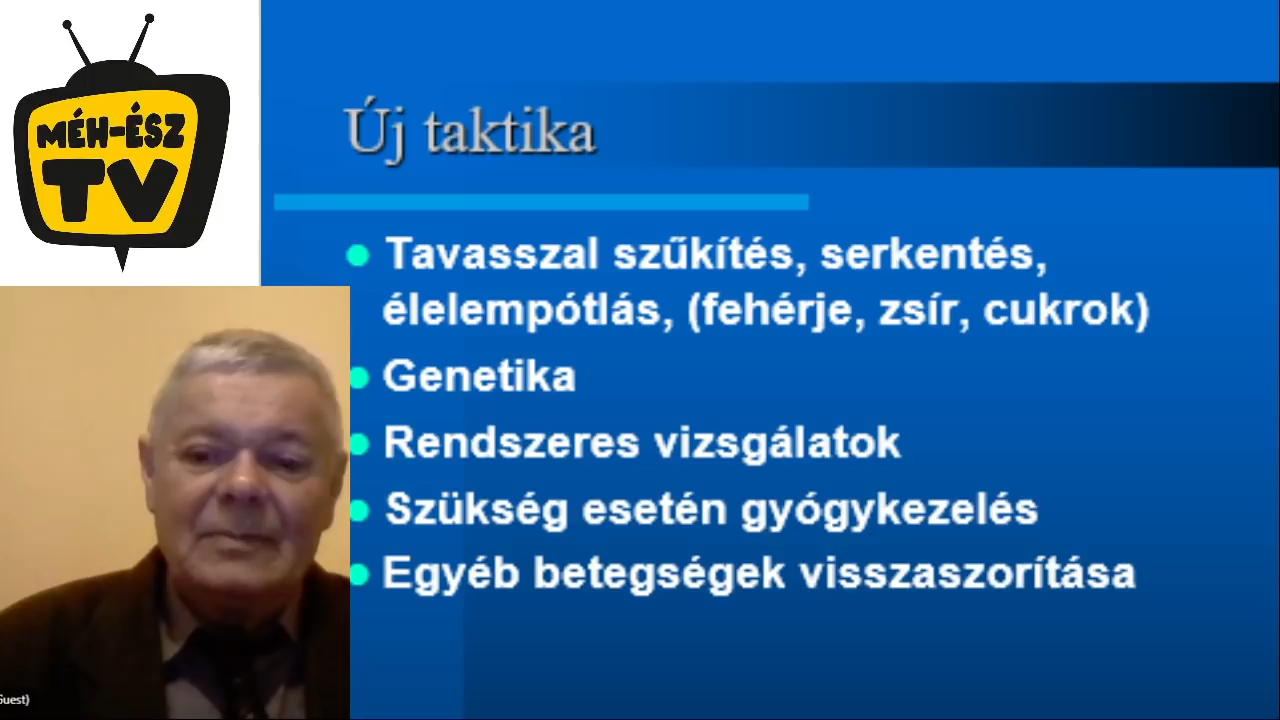 MÉH-ÉSZ
TV
Új taktika
Tavasszal szűkítés, serkentés,
élelempótlás, (fehérje, zsír, cukrok)
Genetika
Rendszeres vizsgálatok
Szükség esetén gyógykezelés
Egyéb betegségek visszaszorítása
Guest)